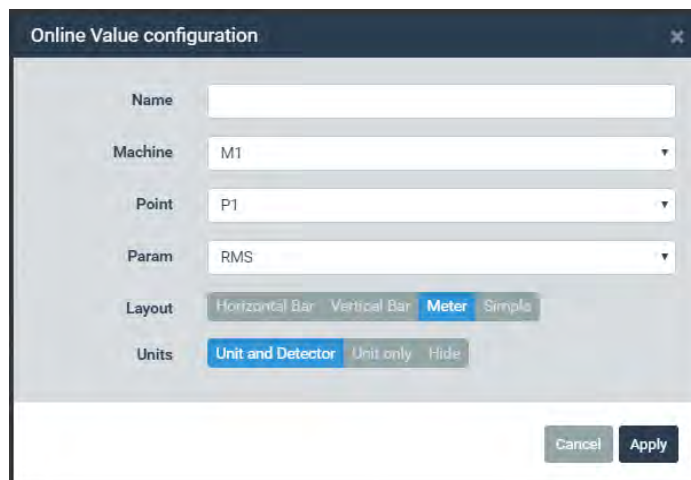 Online Value configuration ×
Name
Machine M1
Point P1
Param RMS
Layout Horizontal Bar Vertical Bar Meter Simple
Units Unit and Detector Unit only Hide
Cancel Apply